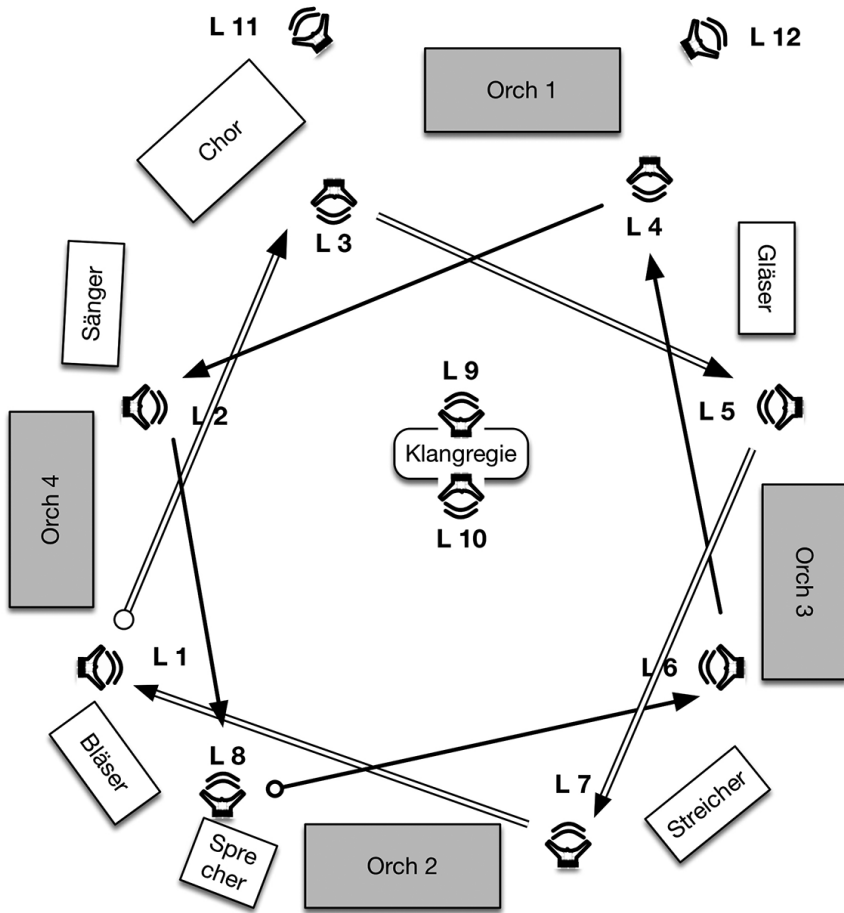 L 11
L 12
Orch 1
Chor
L 3
L 4
Gläser
Sänger
L 9
L 2
L 5
Klangregie
Orch 4
L 10
Orch 3
L 1
L 6
Bläser
L 8
L 7
Streicher
Spre
cher
Orch 2